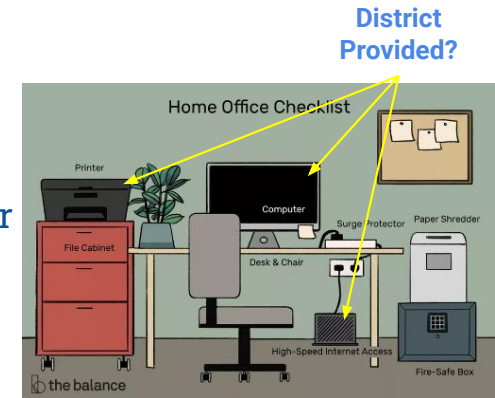 District
Provided?
Home Office Checklist
Printer
Computer
r
Surge Protector
Paper Shredder
File Cabinet
Desk & Chair
High-Speed Internet Access
Fire-Safe Box
the balance